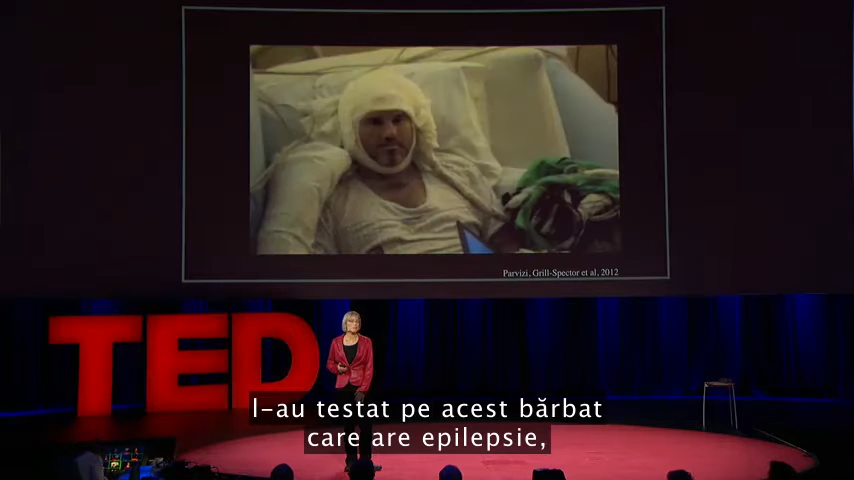 Parvizi, Grill-Spector et al, 2012
TED
l-au testat pe acest bărbat
care are epilepsie,